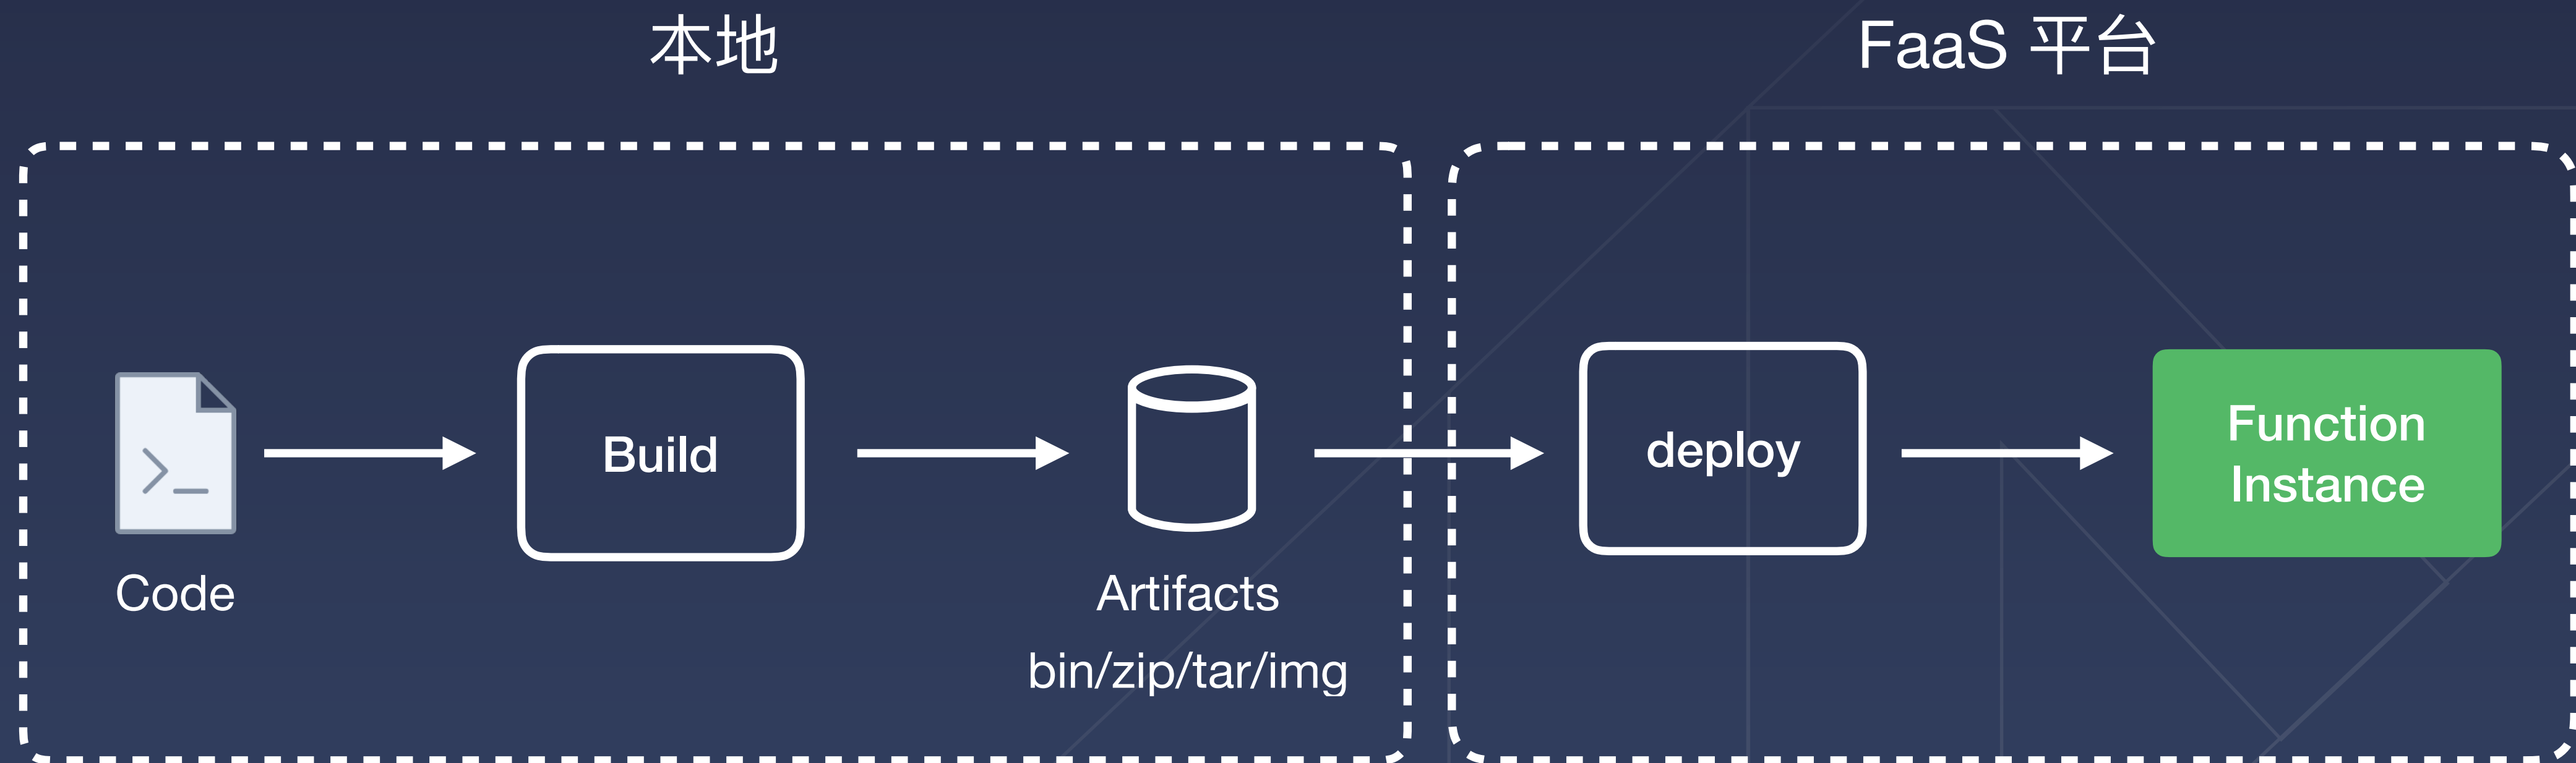 本地
FaaS 平台
>_
Code
Build
Artifacts
bin/zip/tar/img
deploy
Function
Instance